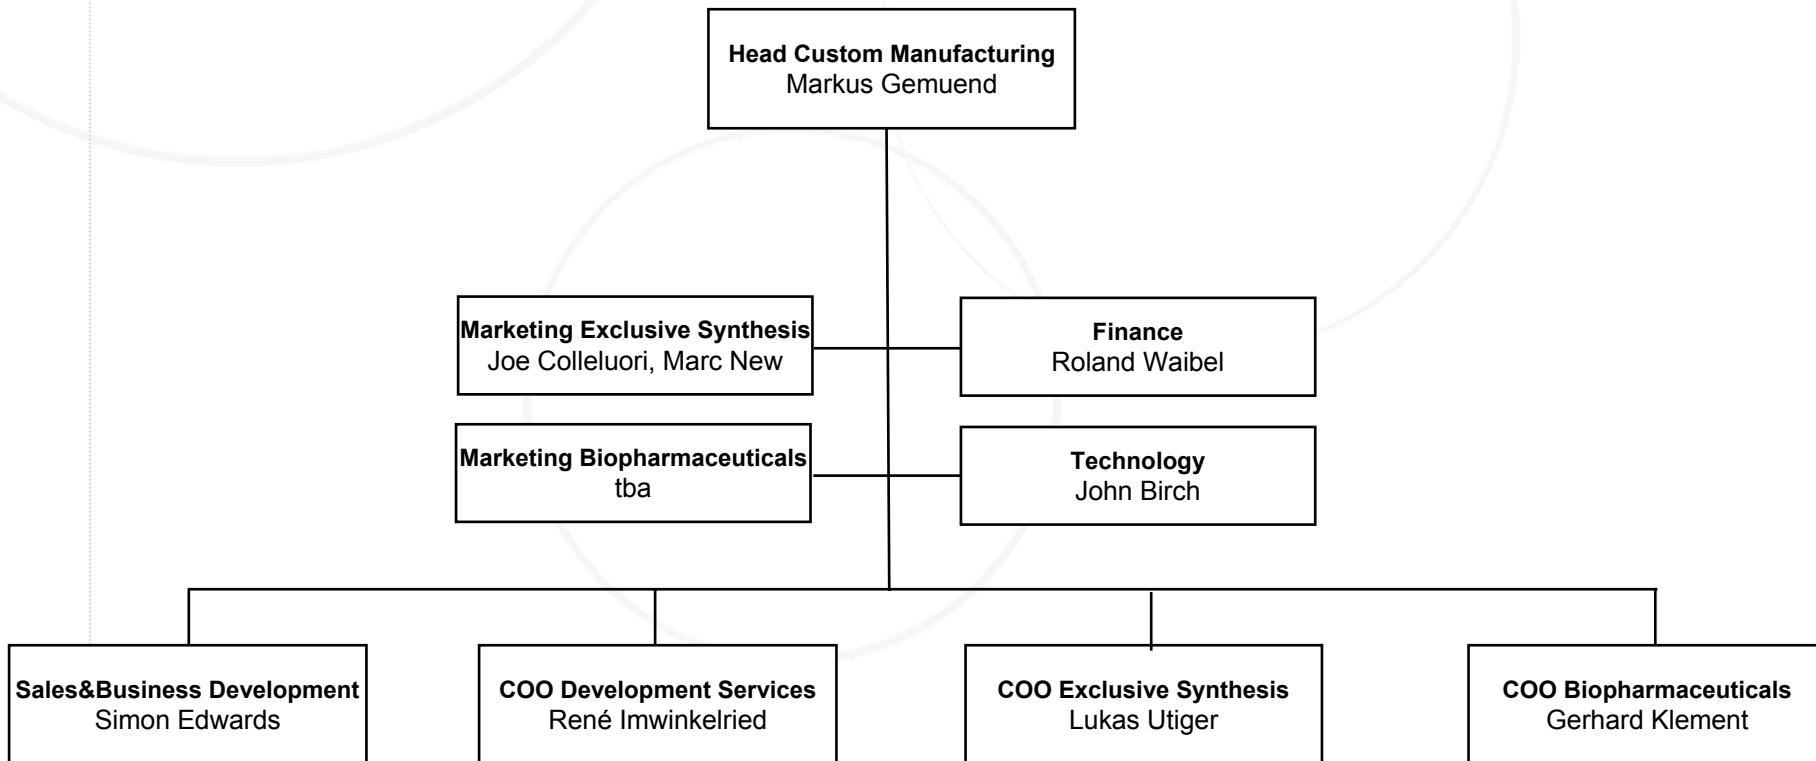 Head Custom Manufacturing
Markus Gemuend
Marketing Exclusive Synthesis
Joe Colleluori, Marc New
Finance
Roland Waibel
Marketing Biopharmaceuticals
tba
Technology
John Birch
Sales&Business Development
Simon Edwards
COO Development Services
René Imwinkelried
COO Exclusive Synthesis
Lukas Utiger
COO Biopharmaceuticals
Gerhard Klement